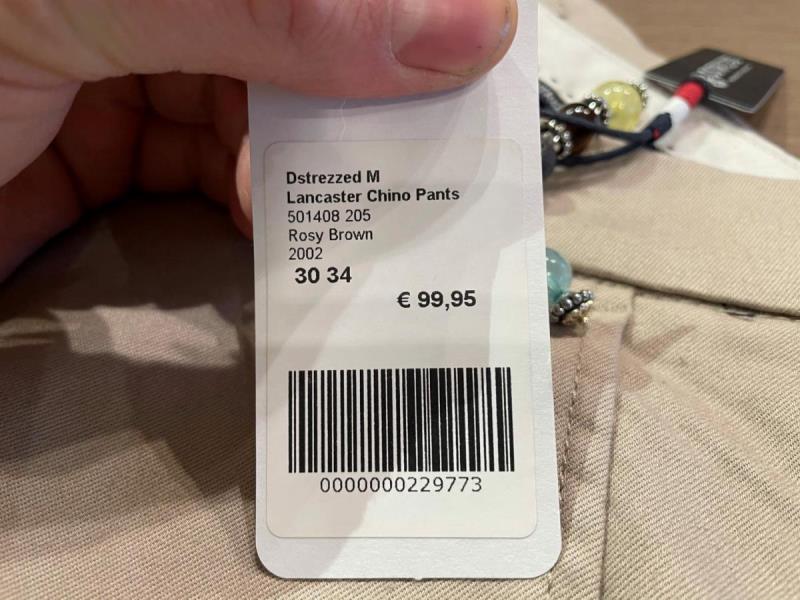 Dstrezzed M
Lancaster Chino Pants
501408 205
Rosy Brown
2002
30 34
€ 99,95
0000000229773